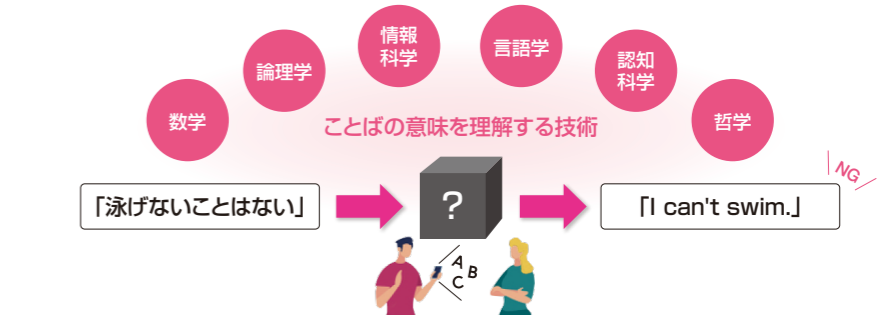 情報
科学
言語学
論理学
認知
科学
数学
哲学
ことばの意味を理解する技術
NG
「泳げないことはない」
?
「I can't swim.」
A
B
C